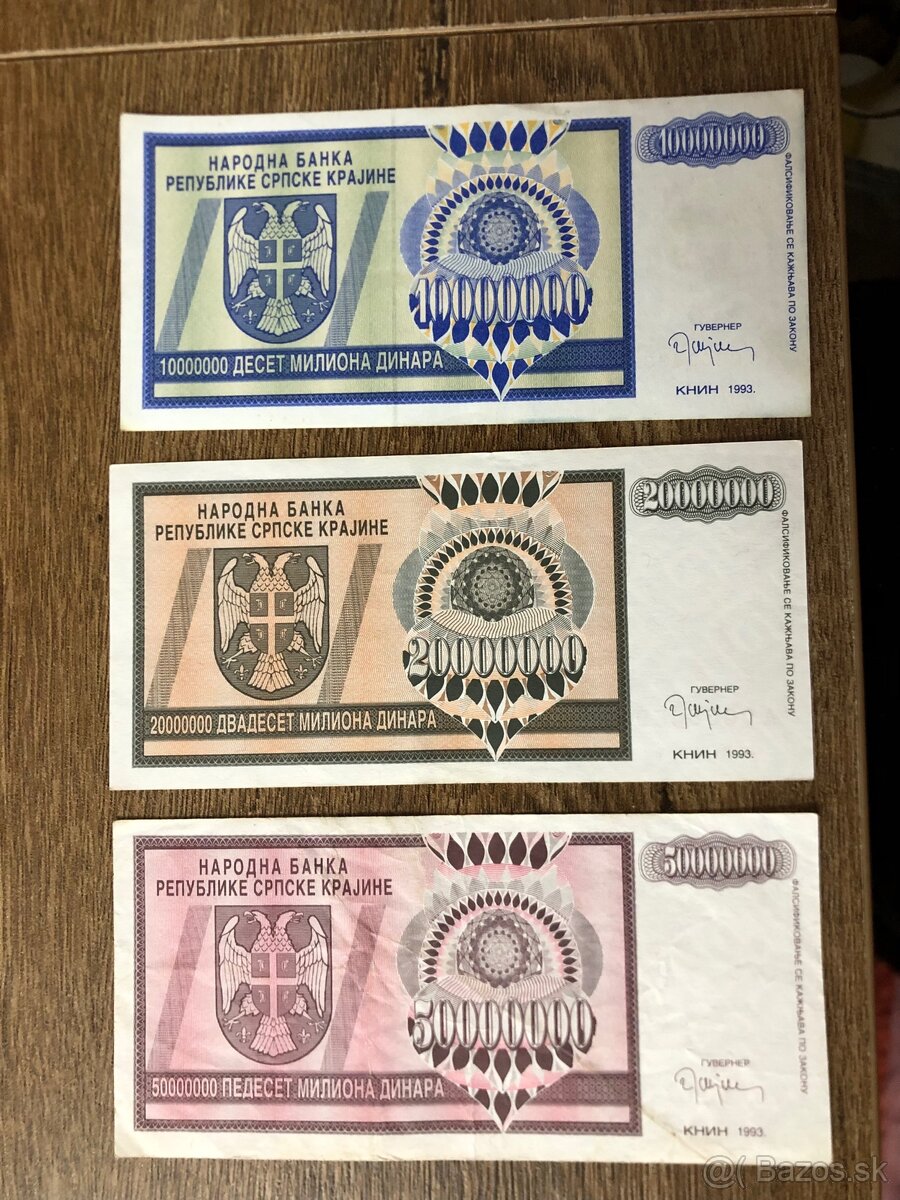 НАРОДНА БАНКА
РЕПУБЛИКЕ СРПСКЕ КРАЈИНЕ
10000000
10000000
10000000 ДЕСЕТ МИЛИОНА ДИНАРА
ФАЛСИФИКОВАЊЕ СЕ КАЖЊАВА ПО ЗАКОНУ
ГУВЕРНЕР
КНИН 1993.
НАРОДНА БАНКА
РЕПУБЛИКЕ СРПСКЕ КРАЈИНЕ
20000000
20000000
20000000 ДВАДЕСЕТ МИЛИОНА ДИНАРА
ФАЛСИФИКОВАЊЕ СЕ КАЖЊАВА ПО ЗАКОНУ
ГУВЕРНЕР
КНИН 1993.
НАРОДНА БАНКА
РЕПУБЛИКЕ СРПСКЕ КРАЈИНЕ
50000000
50000000
50000000 ПЕДЕСЕТ МИЛИОНА ДИНАРА
ФАЛСИФИКОВАЊЕ СЕ КАЖЊАВА ПО ЗАКОНУ
ГУВЕРНЕР
КНИН 1993.
@( Bazos.sk